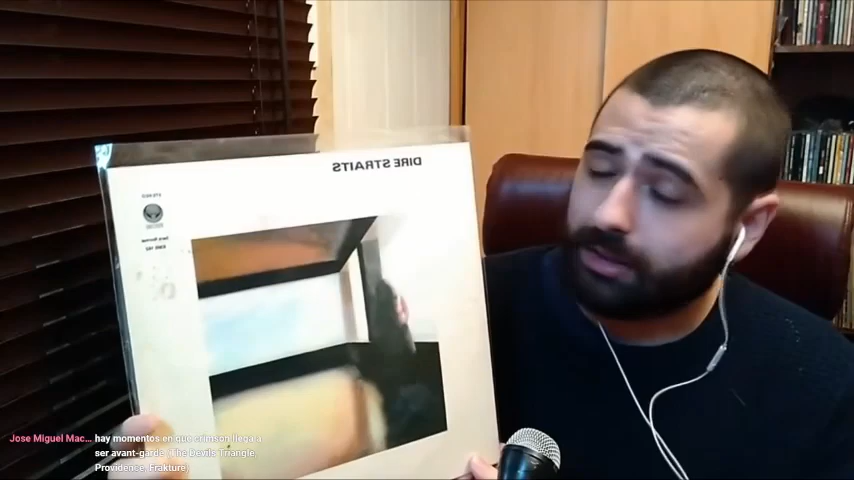 DIRE STRAITS
STEREO
Jose Miguel Mac... hay momentos en que crimson llega a
ser avant-garde (The Devils Triangle,
Providence, Frakture)